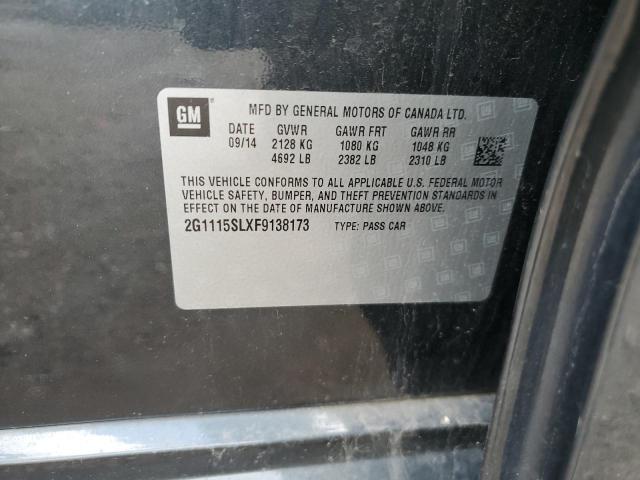 GM ® MFD BY GENERAL MOTORS OF CANADA LTD.
DATE GVWR GAWR FRT GAWR RR
09/14 2128 KG 1080 KG 1048 KG
4692 LB 2382 LB 2310 LB
THIS VEHICLE CONFORMS TO ALL APPLICABLE U.S. FEDERAL MOTOR
VEHICLE SAFETY, BUMPER, AND THEFT PREVENTION STANDARDS IN
EFFECT ON THE DATE OF MANUFACTURE SHOWN ABOVE.
2G1115SLXF9138173 TYPE: PASS CAR